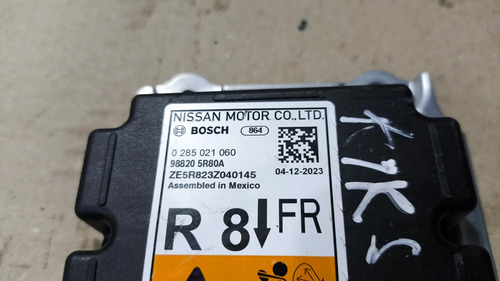 NISSAN MOTOR CO.,LTD.
BOSCH 864
0 285 021 060
98820 5R80A
ZE5R823Z040145 04-12-2023
Assembled in Mexico
R 8↓FR